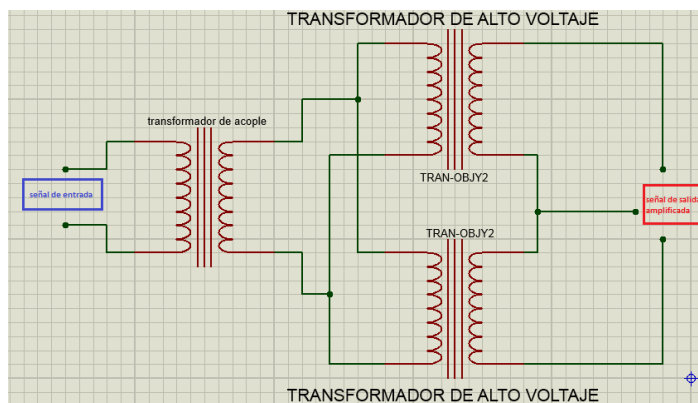 TRANSFORMADOR DE ALTO VOLTAJE
transformador de acople
señal de entrada
TRAN-OBJY2
señal de salida
amplificada
TRAN-OBJY2
TRANSFORMADOR DE ALTO VOLTAJE